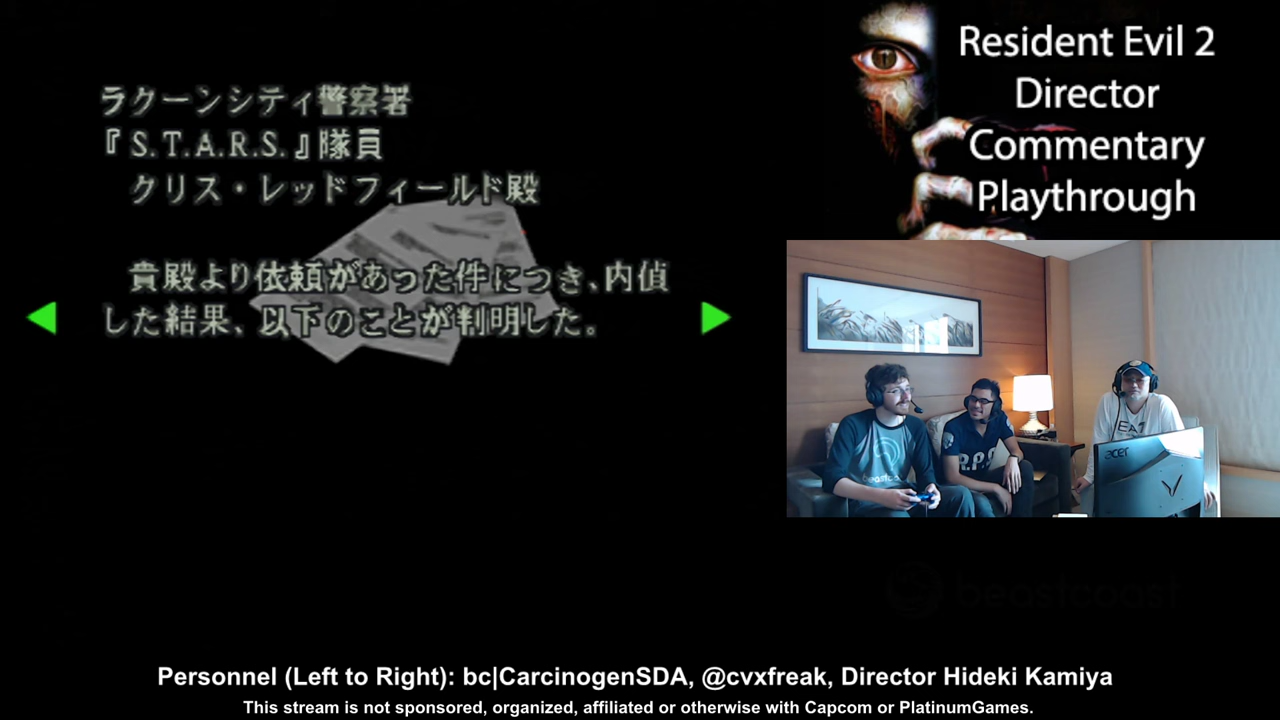 ラクーンシティ警察署
『S.T.A.R.S.』隊員
クリス・レッドフィールド殿
貴殿より依頼があった件につき、内偵
した結果、以下のことが判明した。
Resident Evil 2
Director
Commentary
Playthrough
beastcoast
R.P.
EA7
acer
beastcoast
Personnel (Left to Right): bc|CarcinogenSDA, @cvxfreak, Director Hideki Kamiya
This stream is not sponsored, organized, affiliated or otherwise with Capcom or PlatinumGames.